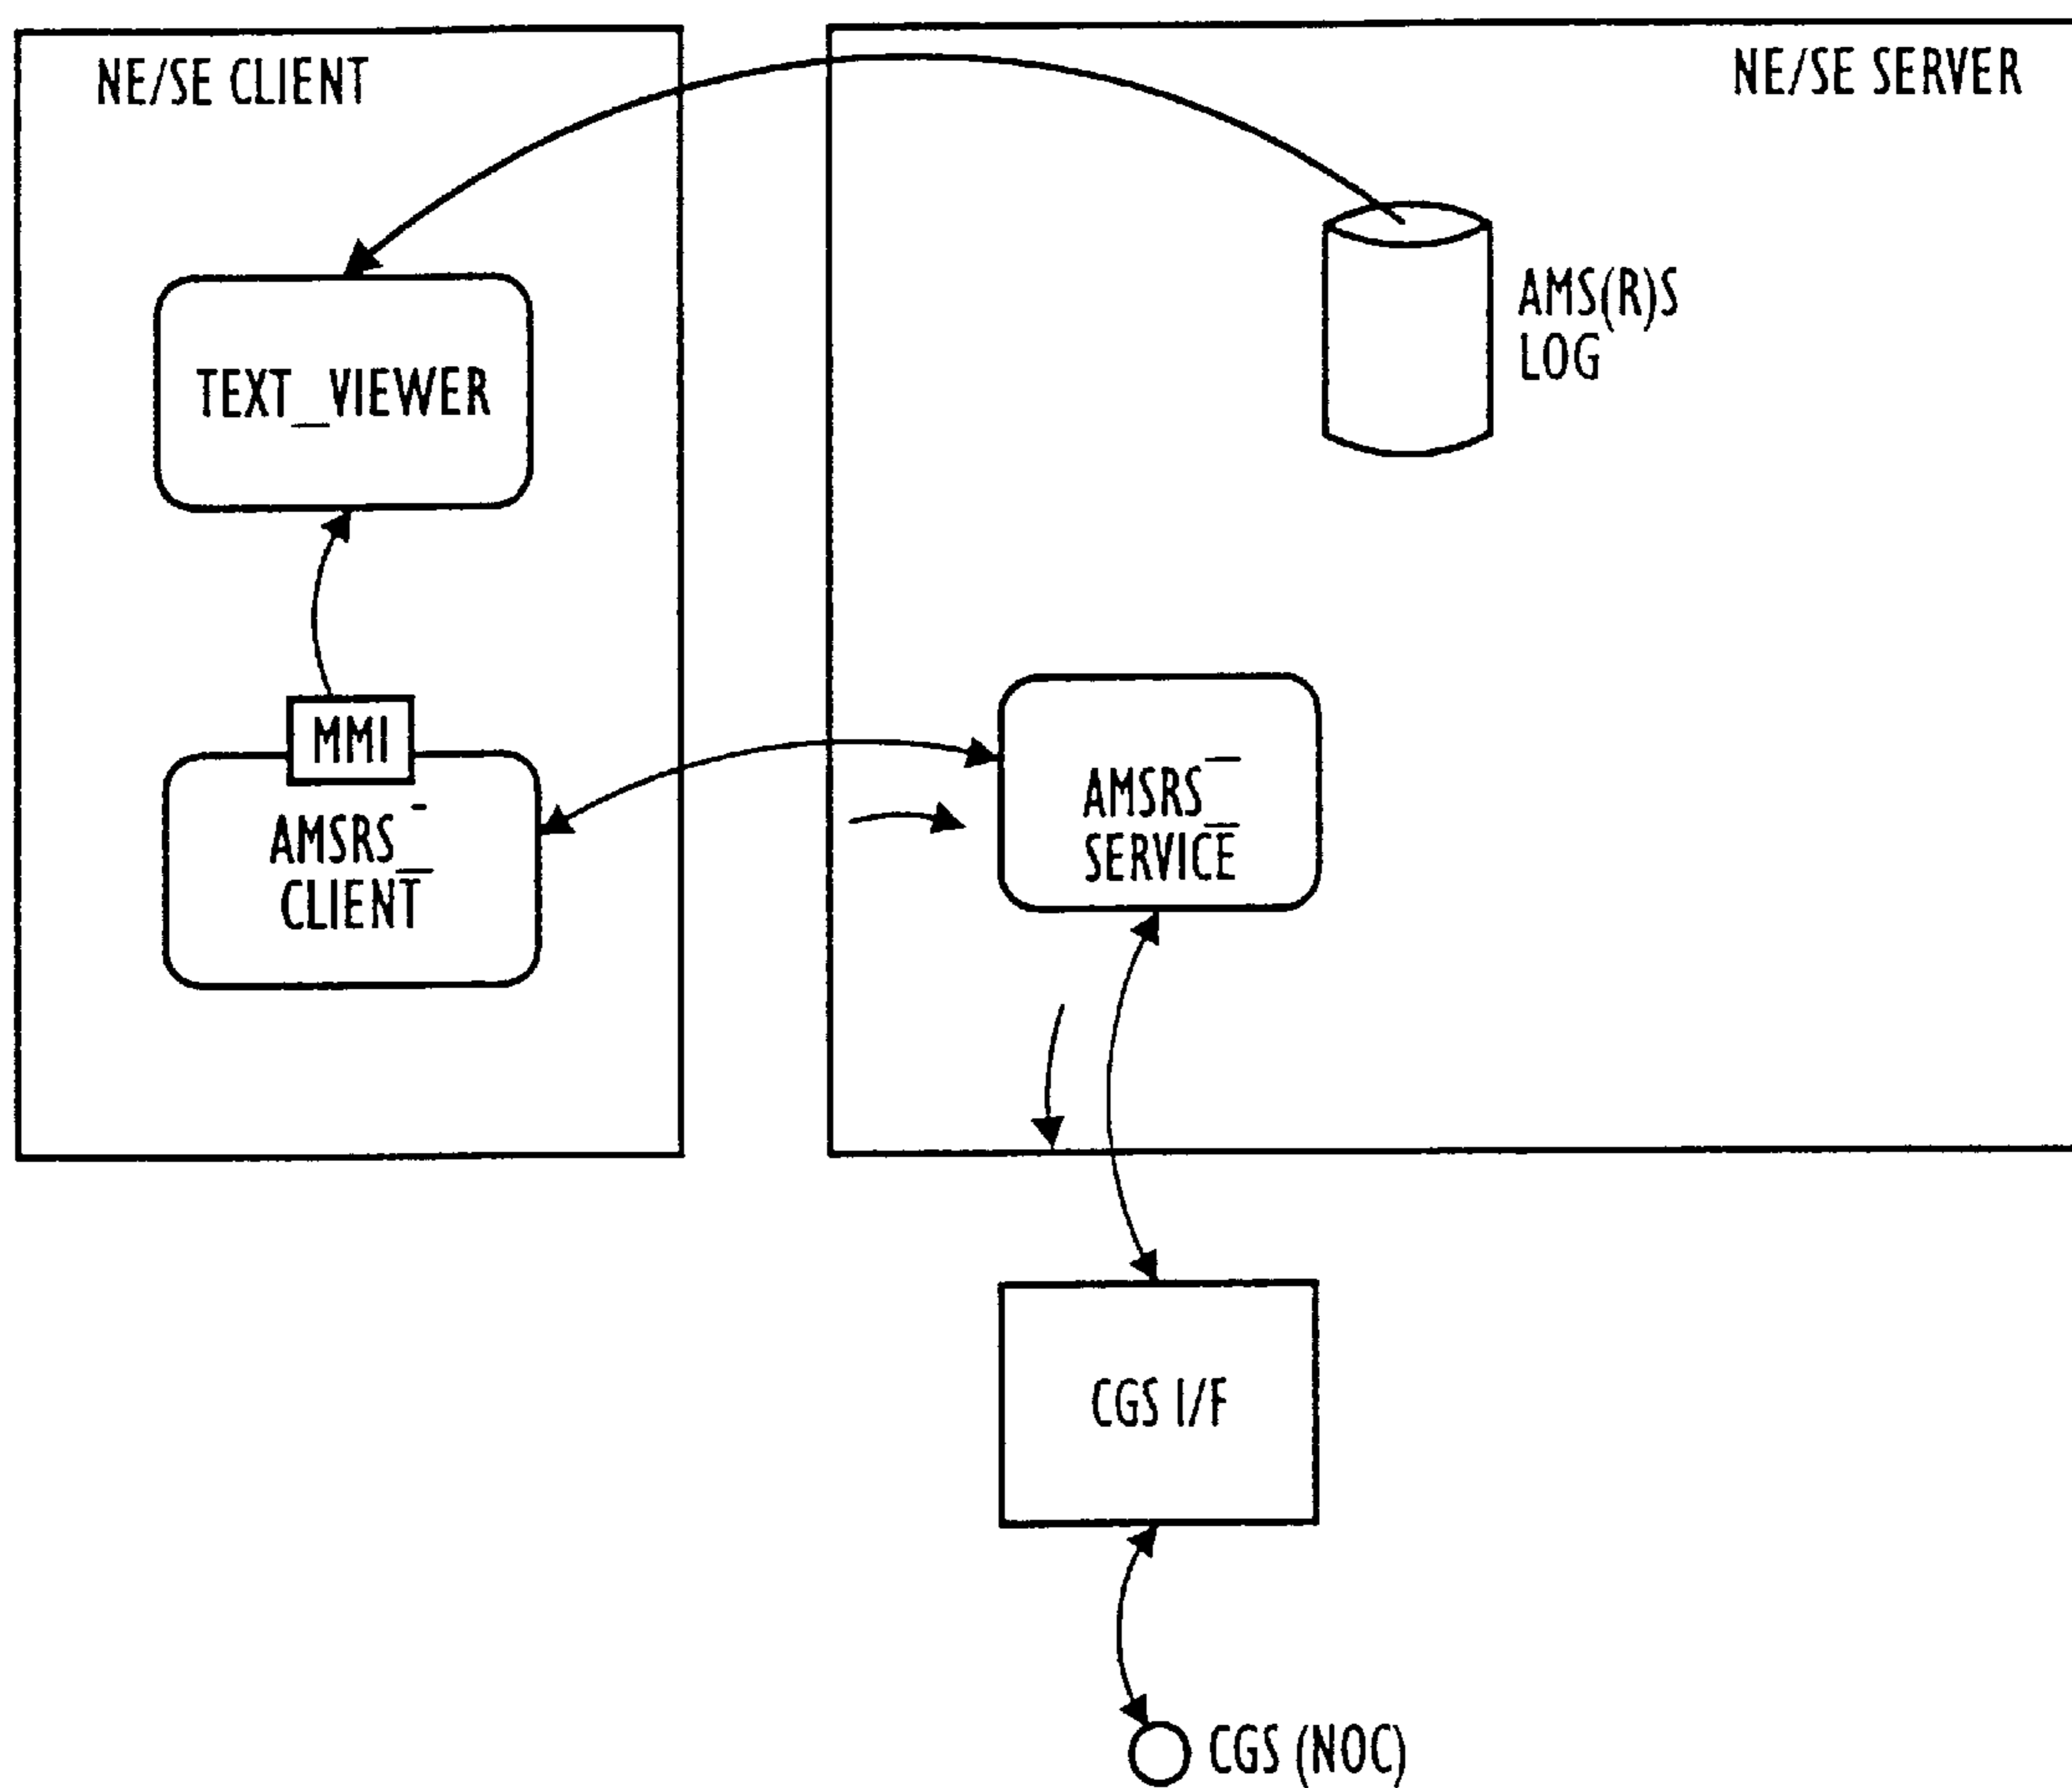 NE/SE CLIENT
NE/SE SERVER
AMS(R)S
LOG
TEXT_VIEWER
MMI
AMSRS_
CLIENT
AMSRS_
SERVICE
CGS I/F
CGS (NOC)